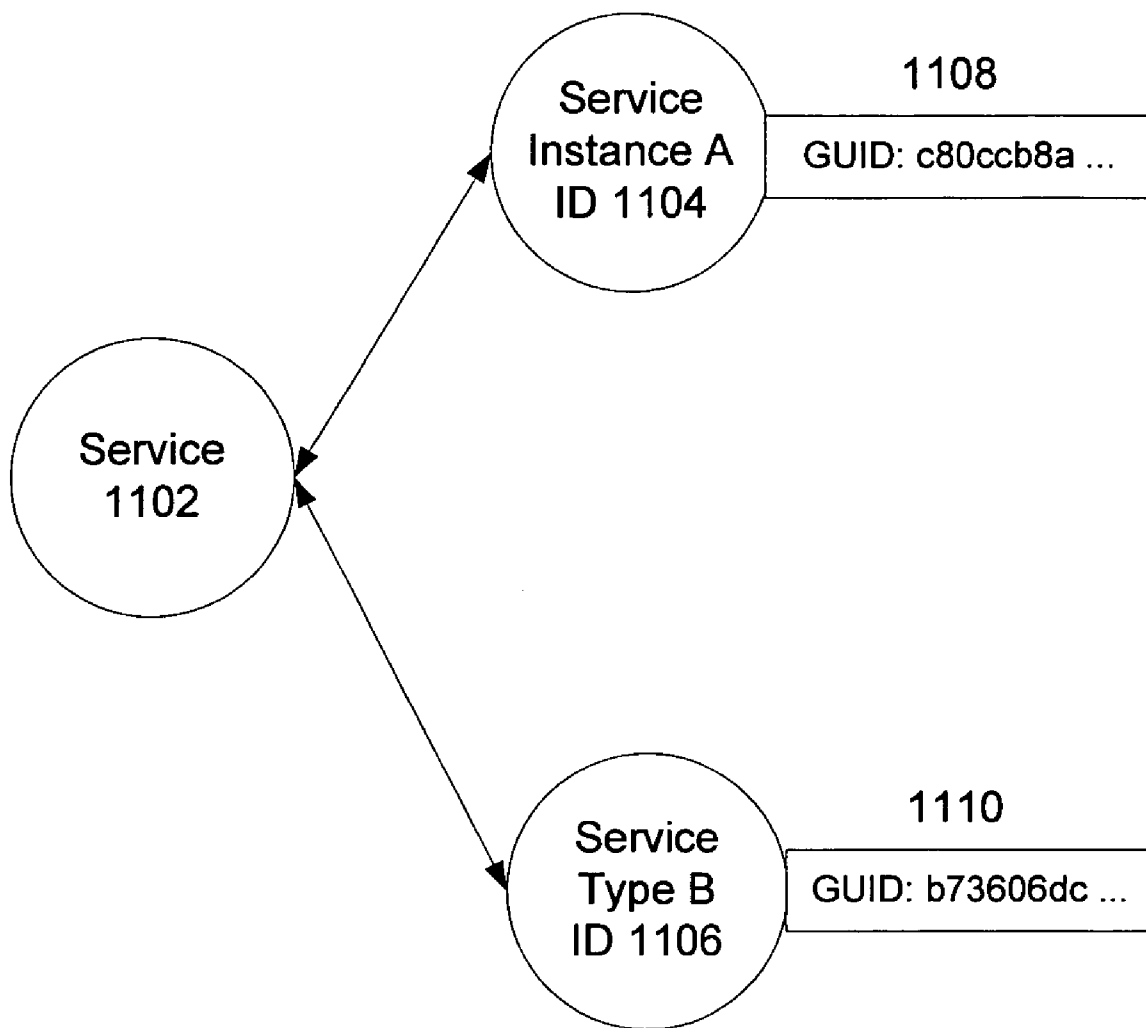 Service
Instance A
ID 1104
1108
GUID: c80ccb8a ...
Service
1102
Service
Type B
ID 1106
1110
GUID: b73606dc ...